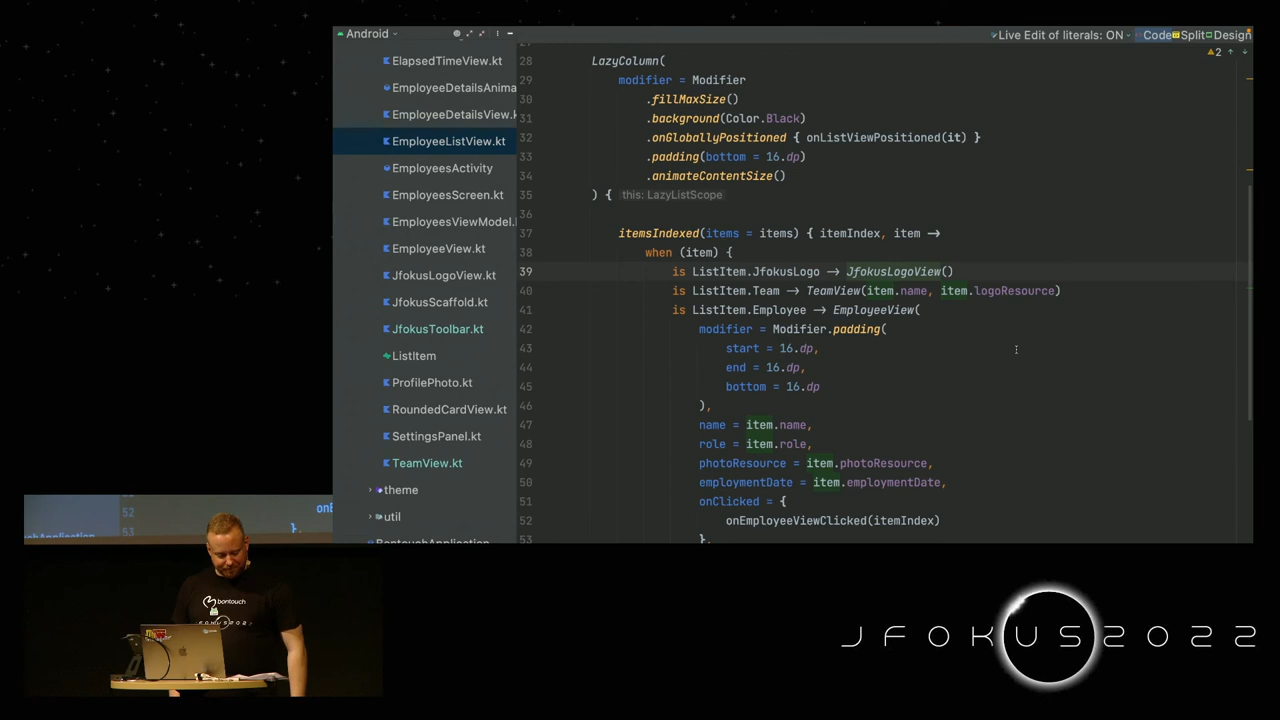 Android
Live Edit of literals: ON
Code
Split
Design
2
ElapsedTimeView.kt
EmployeeDetailsAnima
EmployeeDetailsView.k
EmployeeListView.kt
EmployeesActivity
EmployeesScreen.kt
EmployeesViewModel.
EmployeeView.kt
JfokusLogoView.kt
JfokusScaffold.kt
JfokusToolbar.kt
ListItem
ProfilePhoto.kt
RoundedCardView.kt
SettingsPanel.kt
TeamView.kt
theme
util
28 LazyColumn(
29 modifier = Modifier
30 .fillMaxSize()
31 .background(Color.Black)
32 .onGloballyPositioned { onListViewPositioned(it) }
33 .padding(bottom = 16.dp)
34 .animateContentSize()
35 ) { this: LazyListScope
36
37 itemsIndexed(items = items) { itemIndex, item →
38 when (item) {
39 is ListItem.JfokusLogo → JfokusLogoView()
40 is ListItem.Team → TeamView(item.name, item.logoResource)
41 is ListItem.Employee → EmployeeView(
42 modifier = Modifier.padding(
43 start = 16.dp,
44 end = 16.dp,
45 bottom = 16.dp
46 ),
47 name = item.name,
48 role = item.role,
49 photoResource = item.photoResource,
50 employmentDate = item.employmentDate,
51 onClicked = {
52 onEmployeeViewClicked(itemIndex)
53 },
52
53 },
bontouch
JFOKUS2022
JFOKUS2022